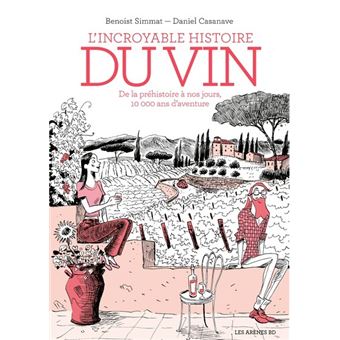 Benoist Simmat — Daniel Casanave
L'INCROYABLE HISTOIRE
DU VIN
De la préhistoire à nos jours,
10 000 ans d'aventure
LES ARÈNES BD